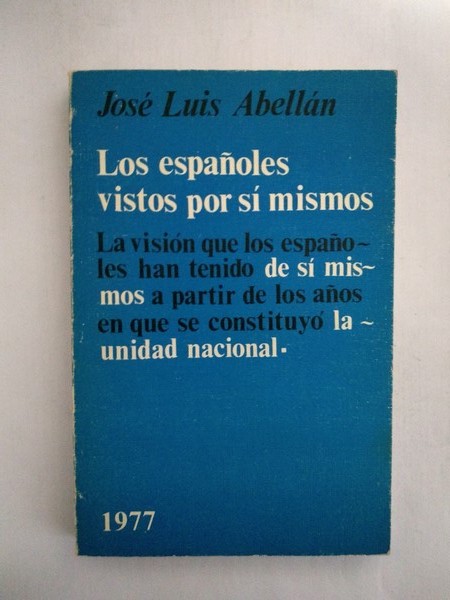 José Luis Abellán
Los españoles
vistos por sí mismos
La visión que los españo~
les han tenido de sí mis~
mos a partir de los años
en que se constituyó la ~
unidad nacional.
1977